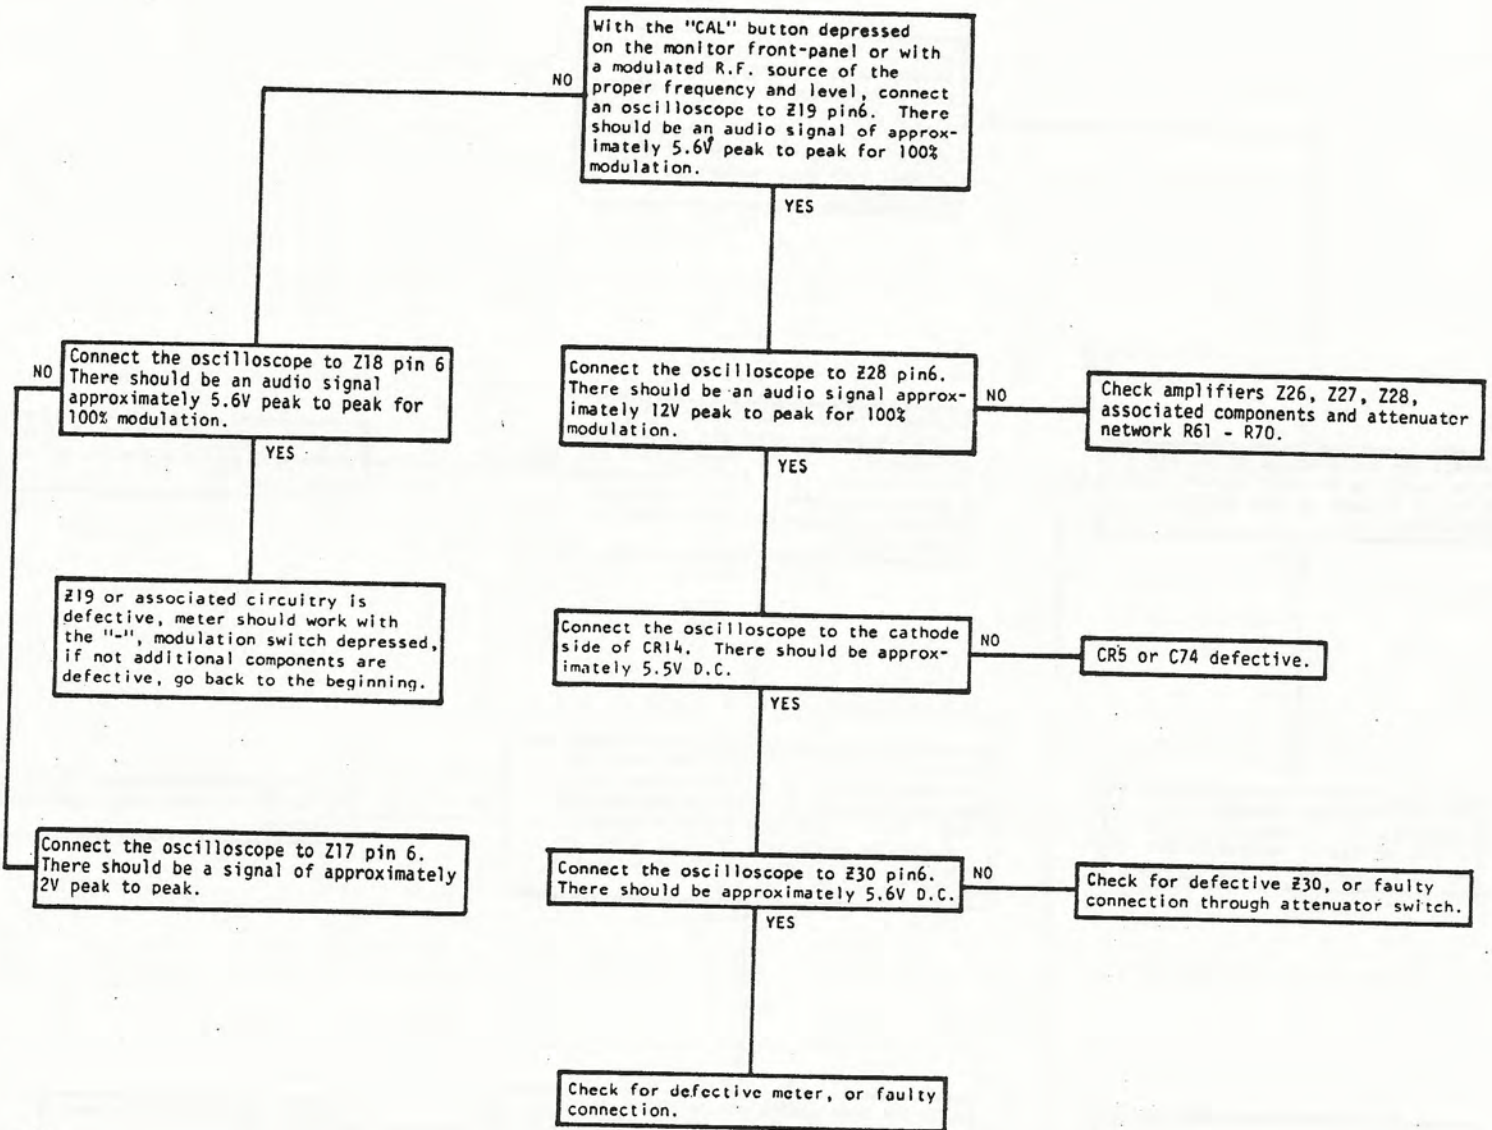 With the "CAL" button depressed
on the monitor front-panel or with
a modulated R.F. source of the
proper frequency and level, connect
an oscilloscope to Z19 pin6. There
should be an audio signal of approx-
imately 5.6V peak to peak for 100%
modulation.
NO
YES
Connect the oscilloscope to Z18 pin 6
There should be an audio signal
approximately 5.6V peak to peak for
100% modulation.
NO
YES
Connect the oscilloscope to Z28 pin6.
There should be an audio signal approx-
imately 12V peak to peak for 100%
modulation.
NO
YES
Check amplifiers Z26, Z27, Z28,
associated components and attenuator
network R61 - R70.
Z19 or associated circuitry is
defective, meter should work with
the "-", modulation switch depressed,
if not additional components are
defective, go back to the beginning.
Connect the oscilloscope to the cathode
side of CR14. There should be approx-
imately 5.5V D.C.
NO
YES
CR5 or C74 defective.
Connect the oscilloscope to Z17 pin 6.
There should be a signal of approximately
2V peak to peak.
Connect the oscilloscope to Z30 pin6.
There should be approximately 5.6V D.C.
NO
YES
Check for defective Z30, or faulty
connection through attenuator switch.
Check for defective meter, or faulty
connection.